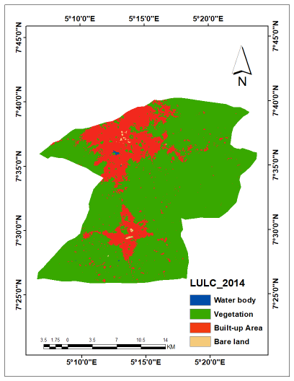 5°10'0"E 5°15'0"E 5°20'0"E
7°45'0"N 7°45'0"N
N
7°40'0"N 7°40'0"N
7°35'0"N 7°35'0"N
7°30'0"N 7°30'0"N
7°25'0"N 7°25'0"N
LULC_2014
Water body
Vegetation
Built-up Area
Bare land
3.5 1.75 0 3.5 7 10.5 14
KM
5°10'0"E 5°15'0"E 5°20'0"E